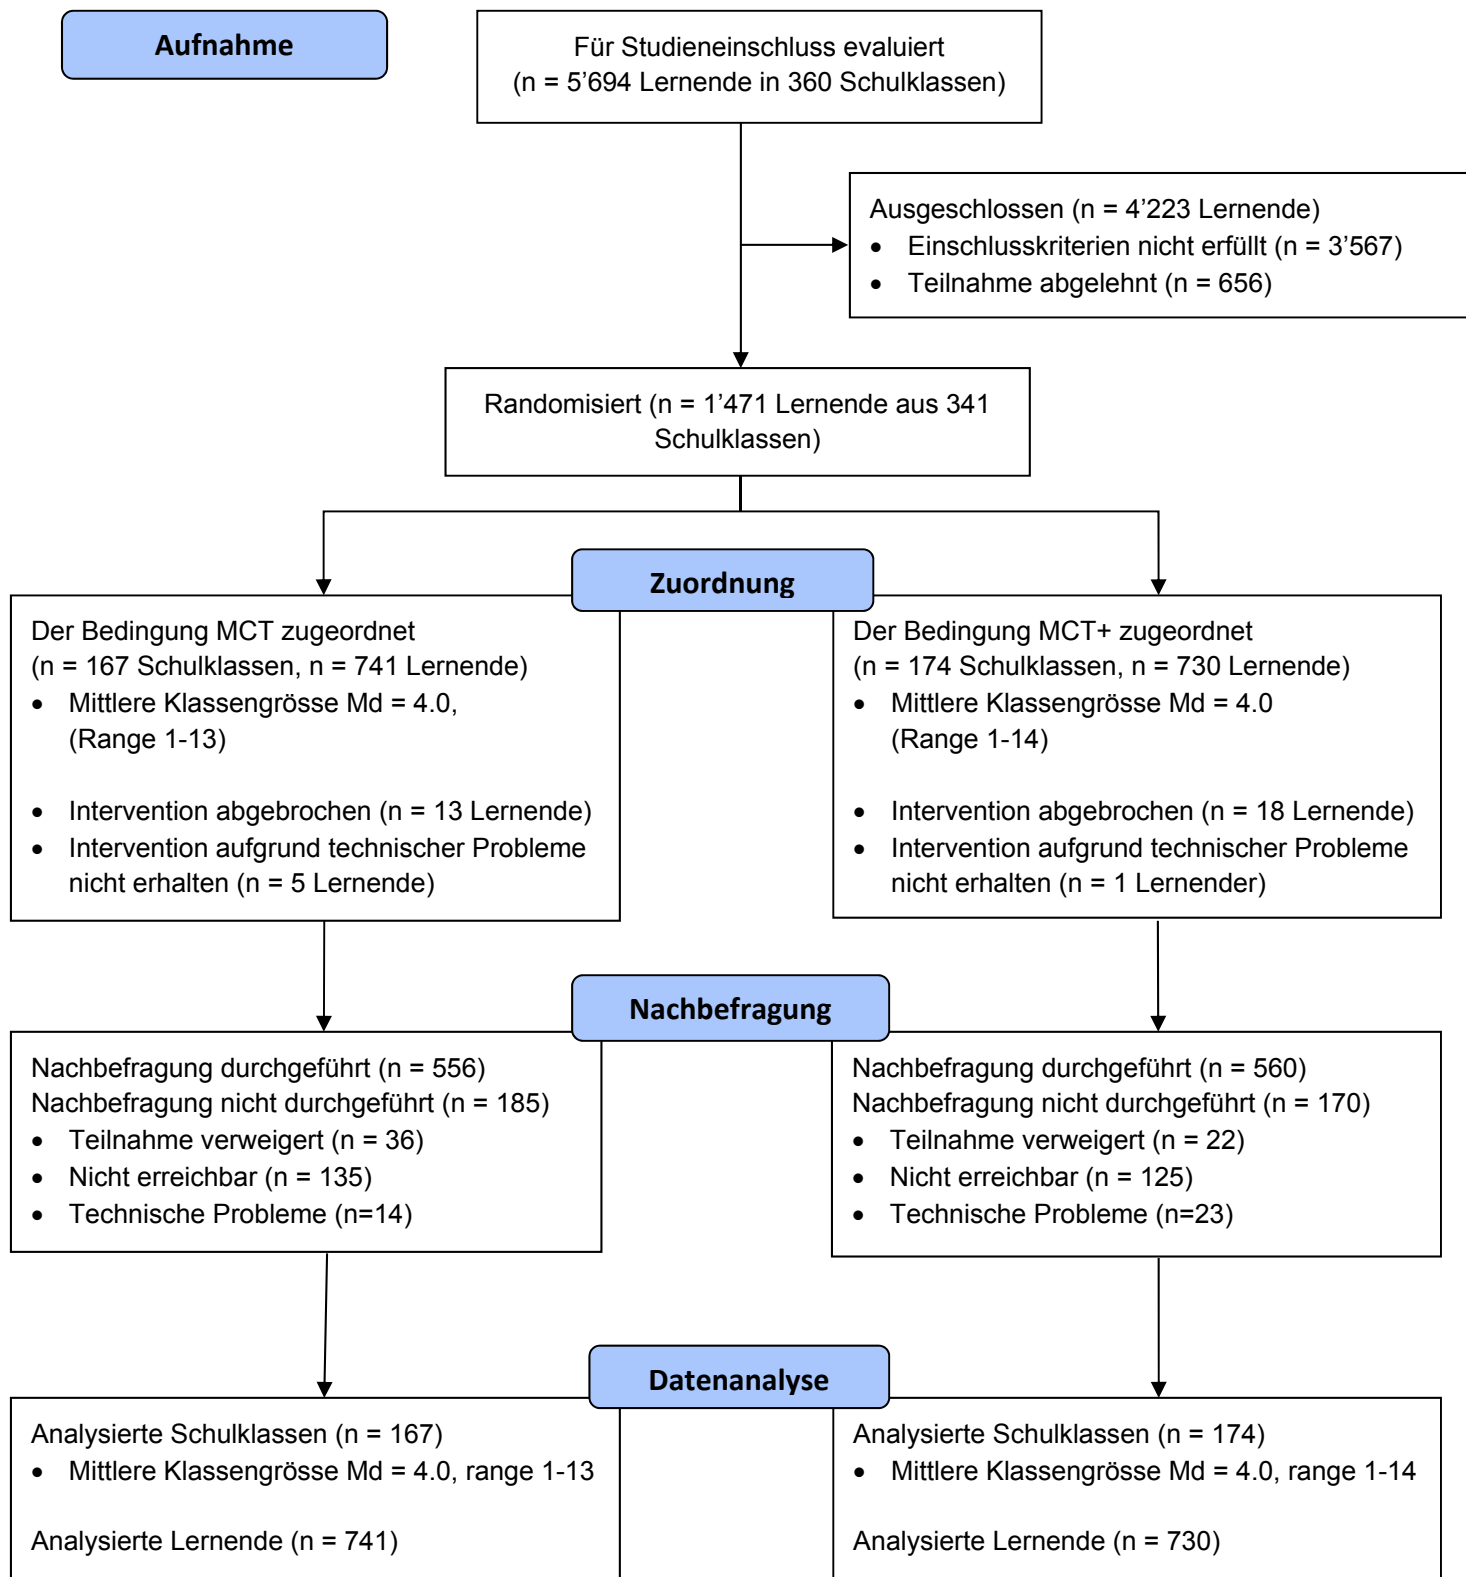 Aufnahme
Für Studieneinschluss evaluiert
(n = 5’694 Lernende in 360 Schulklassen)
Ausgeschlossen (n = 4’223 Lernende)
• Einschlusskriterien nicht erfüllt (n = 3’567)
• Teilnahme abgelehnt (n = 656)
Randomisiert (n = 1’471 Lernende aus 341
Schulklassen)
Zuordnung
Der Bedingung MCT zugeordnet
(n = 167 Schulklassen, n = 741 Lernende)
• Mittlere Klassengrösse Md = 4.0,
(Range 1-13)
• Intervention abgebrochen (n = 13 Lernende)
• Intervention aufgrund technischer Probleme
nicht erhalten (n = 5 Lernende)
Der Bedingung MCT+ zugeordnet
(n = 174 Schulklassen, n = 730 Lernende)
• Mittlere Klassengrösse Md = 4.0
(Range 1-14)
• Intervention abgebrochen (n = 18 Lernende)
• Intervention aufgrund technischer Probleme
nicht erhalten (n = 1 Lernender)
Nachbefragung
Nachbefragung durchgeführt (n = 556)
Nachbefragung nicht durchgeführt (n = 185)
• Teilnahme verweigert (n = 36)
• Nicht erreichbar (n = 135)
• Technische Probleme (n=14)
Nachbefragung durchgeführt (n = 560)
Nachbefragung nicht durchgeführt (n = 170)
• Teilnahme verweigert (n = 22)
• Nicht erreichbar (n = 125)
• Technische Probleme (n=23)
Datenanalyse
Analysierte Schulklassen (n = 167)
• Mittlere Klassengrösse Md = 4.0, range 1-13
Analysierte Lernende (n = 741)
Analysierte Schulklassen (n = 174)
• Mittlere Klassengrösse Md = 4.0, range 1-14
Analysierte Lernende (n = 730)